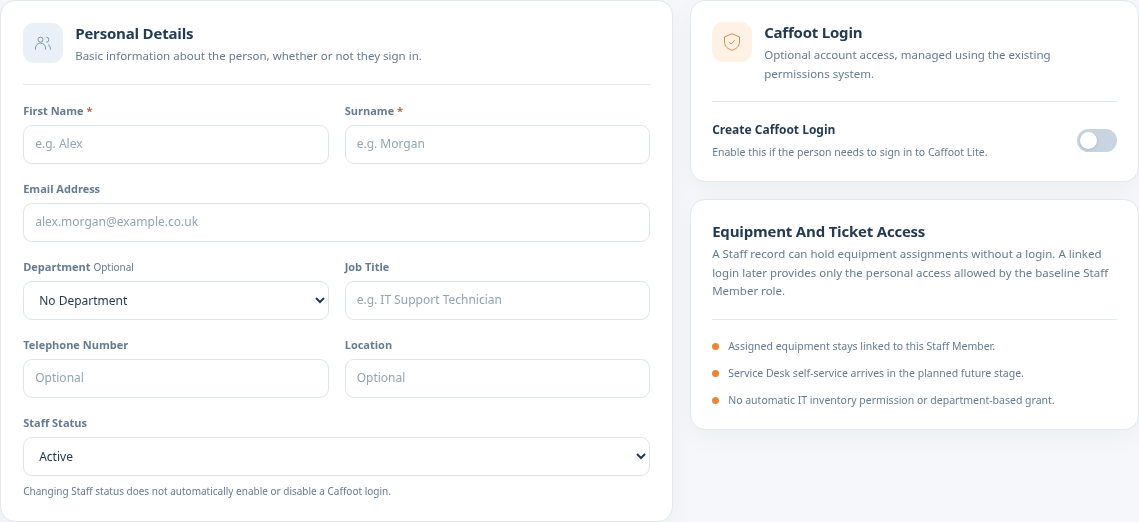 Personal Details
Basic information about the person, whether or not they sign in.
First Name *
Surname *
e.g. Alex
e.g. Morgan
Email Address
alex.morgan@example.co.uk
Department Optional
Job Title
No Department
e.g. IT Support Technician
Telephone Number
Location
Optional
Optional
Staff Status
Active
Changing Staff status does not automatically enable or disable a Caffoot login.
Caffoot Login
Optional account access, managed using the existing
permissions system.
Create Caffoot Login
Enable this if the person needs to sign in to Caffoot Lite.
Equipment And Ticket Access
A Staff record can hold equipment assignments without a login. A linked
login later provides only the personal access allowed by the baseline Staff
Member role.
Assigned equipment stays linked to this Staff Member.
Service Desk self-service arrives in the planned future stage.
No automatic IT inventory permission or department-based grant.